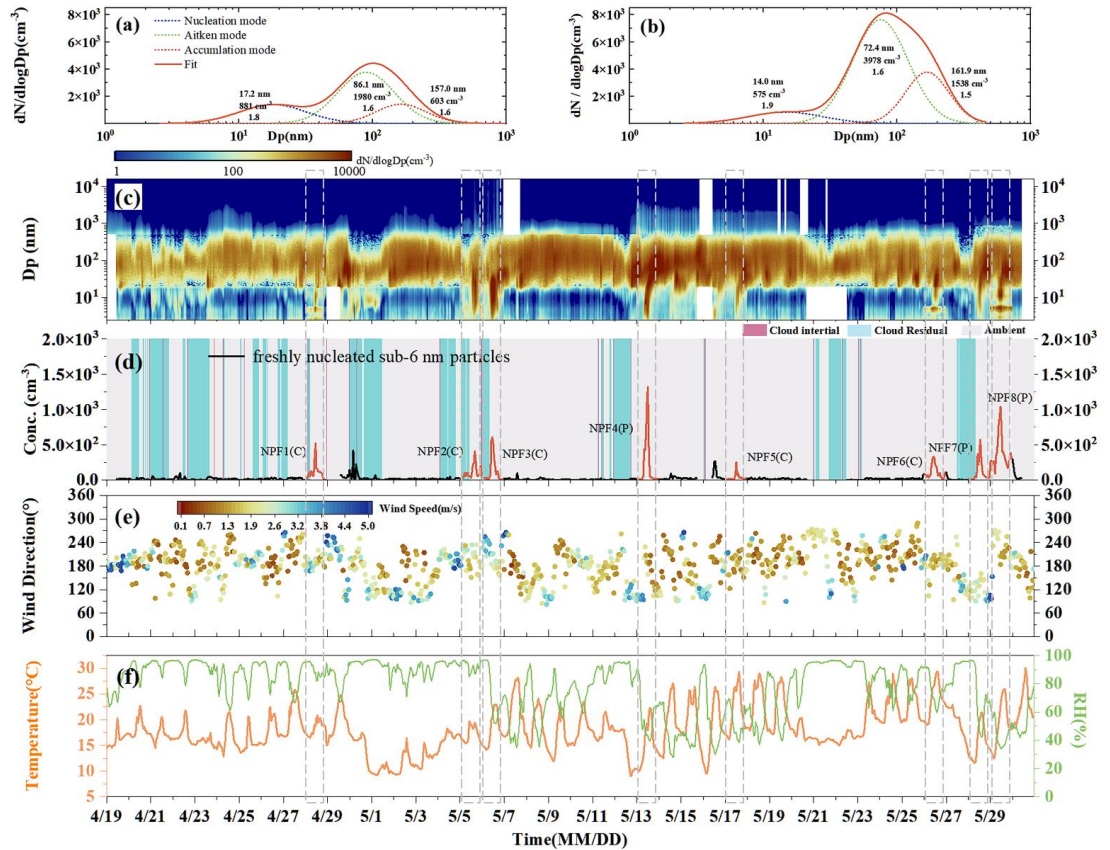 (a)
Nucleation mode
Aitken mode
Accumlation mode
Fit
17.2 nm
881 cm⁻³
1.8
86.1 nm
1980 cm⁻³
1.6
157.0 nm
603 cm⁻³
1.6
dN/dlogDp(cm⁻³)
8×10³
6×10³
4×10³
2×10³
10⁰
10¹
10²
10³
Dp(nm)
(b)
14.0 nm
575 cm⁻³
1.9
72.4 nm
3978 cm⁻³
1.6
161.9 nm
1538 cm⁻³
1.5
dN / dlogDp(cm⁻³)
8×10³
6×10³
4×10³
2×10³
10⁰
10¹
10²
10³
Dp(nm)
dN/dlogDp(cm⁻³)
1
100
10000
(c)
Dp (nm)
10⁴
10³
10²
10¹
10⁴
10³
10²
10¹
Cloud intertial
Cloud Residual
Ambient
(d)
freshly nucleated sub-6 nm particles
Conc. (cm⁻³)
2.0×10³
1.5×10³
1.0×10³
5.0×10²
0.0
2.0×10³
1.5×10³
1.0×10³
5.0×10²
0.0
NPF1(C)
NPF2(C)
NPF3(C)
NPF4(P)
NPF5(C)
NPF6(C)
NPF7(P)
NPF8(P)
(e)
Wind Speed(m/s)
0.1 0.7 1.3 1.9 2.6 3.2 3.8 4.4 5.0
Wind Direction(°)
360
300
240
180
120
60
0
360
300
240
180
120
60
0
(f)
Temperature(°C)
30
25
20
15
10
5
RH(%)
100
80
60
40
20
0
4/19 4/21 4/23 4/25 4/27 4/29 5/1 5/3 5/5 5/7 5/9 5/11 5/13 5/15 5/17 5/19 5/21 5/23 5/25 5/27 5/29
Time(MM/DD)